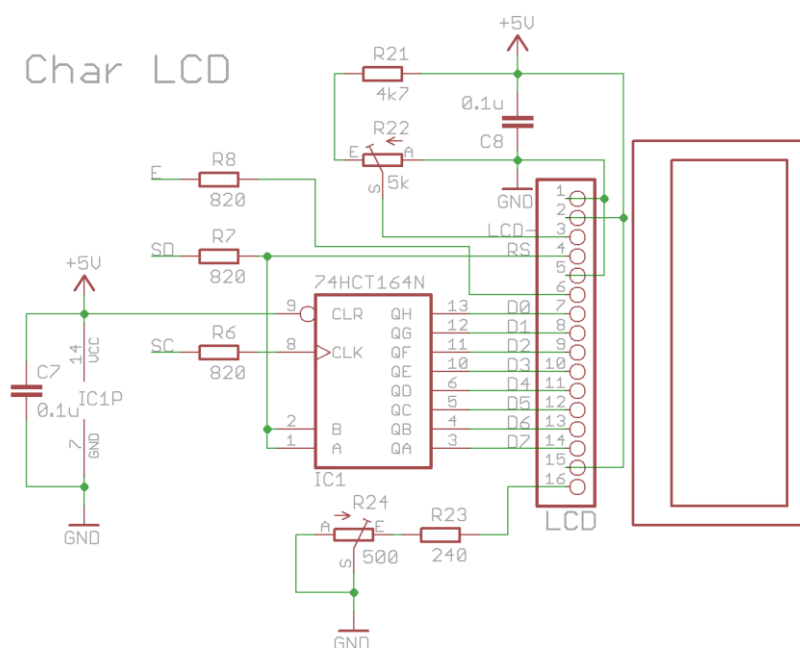 Char LCD
+5V
R21
4k7
0.1u
C8
R22
E
A
S
5k
GND
E
R8
820
SD
R7
820
SC
R6
820
+5V
C7
0.1u
14
VCC
IC1P
7
GND
GND
74HCT164N
9
CLR
8
CLK
2
B
1
A
QH
13
D0
QG
12
D1
QF
11
D2
QE
10
D3
QD
6
D4
QC
5
D5
QB
4
D6
QA
3
D7
IC1
LCD-
RS
1
2
3
4
5
6
7
8
9
10
11
12
13
14
15
16
LCD
R24
A
E
S
500
R23
240
GND